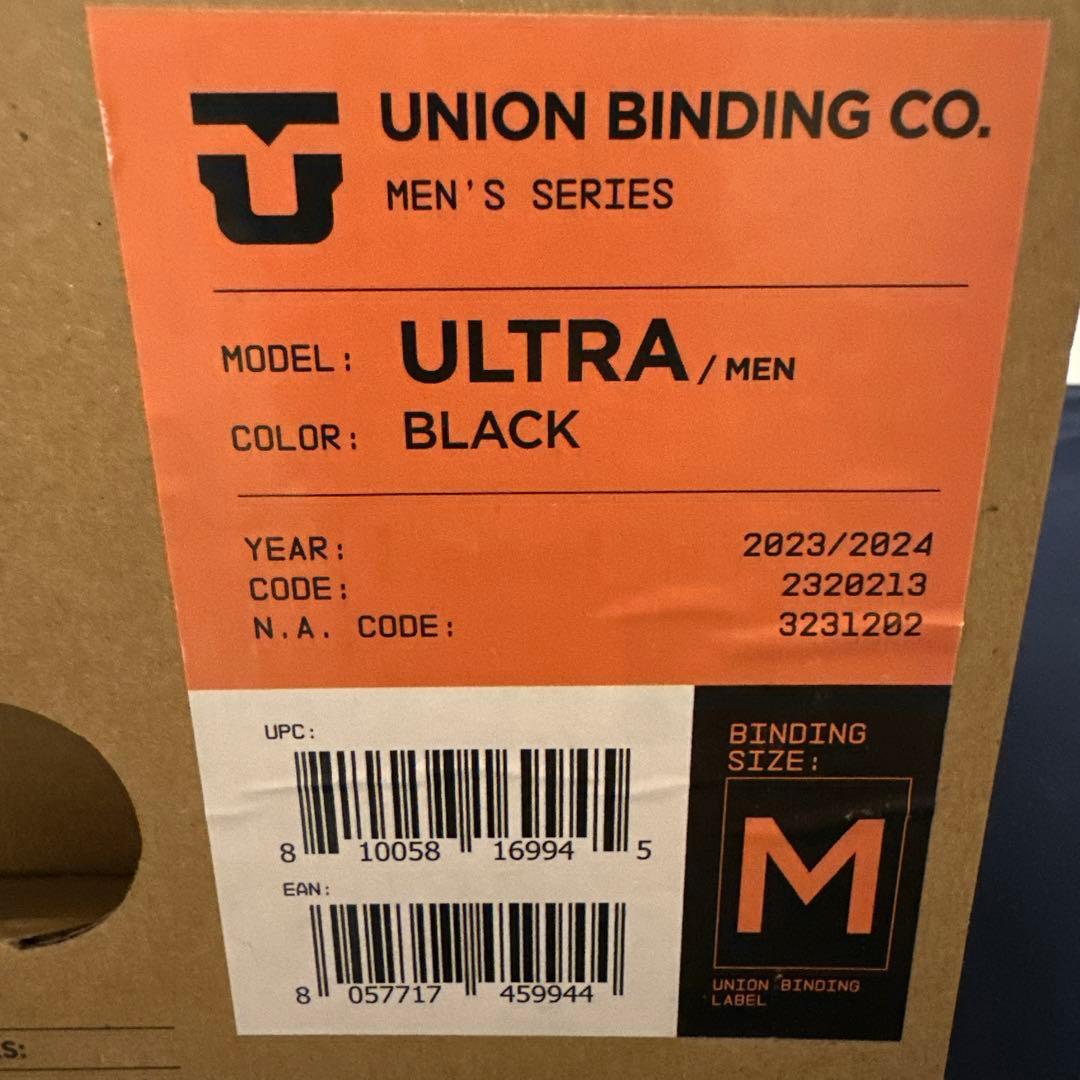 UNION BINDING CO.
MEN'S SERIES
MODEL: ULTRA / MEN
COLOR: BLACK
YEAR: 2023/2024
CODE: 2320213
N.A. CODE: 3231202
UPC:
8 10058 16994 5
EAN:
8 057717 459944
BINDING
SIZE:
M
UNION BINDING
LABEL